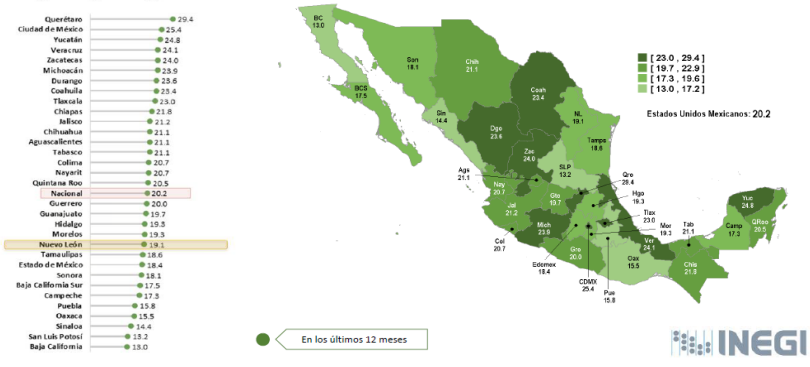 Querétaro 29.4
Ciudad de México 25.4
Yucatán 24.8
Veracruz 24.1
Zacatecas 24.0
Michoacán 23.9
Durango 23.6
Coahuila 23.4
Tlaxcala 23.0
Chiapas 21.8
Jalisco 21.2
Chihuahua 21.1
Aguascalientes 21.1
Tabasco 21.1
Colima 20.7
Nayarit 20.7
Quintana Roo 20.5
Nacional 20.2
Guerrero 20.0
Guanajuato 19.7
Hidalgo 19.3
Morelos 19.3
Nuevo León 19.1
Tamaulipas 18.6
Estado de México 18.4
Sonora 18.1
Baja California Sur 17.5
Campeche 17.3
Puebla 15.8
Oaxaca 15.5
Sinaloa 14.4
San Luis Potosí 13.2
Baja California 13.0
BC
13.0
Son
18.1
Chih
21.1
BCS
17.5
Coah
23.4
Sin
14.4
NL
19.1
Dgo
23.6
Tamps
18.6
Zac
24.0
SLP
13.2
Ags
21.1
Nay
20.7
Gto
19.7
Qro
29.4
Hgo
19.3
Jal
21.2
Tlax
23.0
Mich
23.9
Mor
19.3
Col
20.7
Edomex
18.4
Gro
20.0
CDMX
25.4
Pue
15.8
Oax
15.5
Ver
24.1
Tab
21.1
Chis
21.8
Camp
17.3
Yuc
24.8
QRoo
20.5
[ 23.0 , 29.4 ]
[ 19.7 , 22.9 ]
[ 17.3 , 19.6 ]
[ 13.0 , 17.2 ]
Estados Unidos Mexicanos: 20.2
En los últimos 12 meses
INEGI